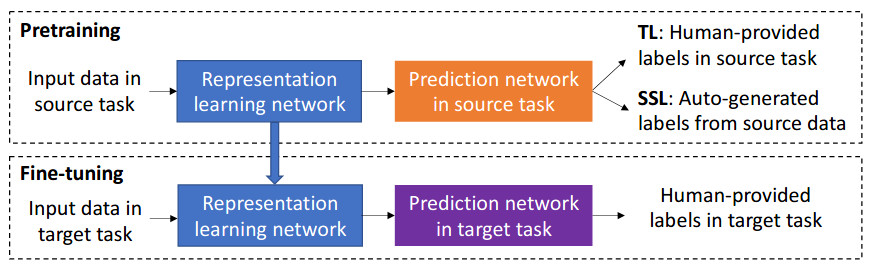 Pretraining
Input data in
source task
Representation
learning network
Prediction network
in source task
TL: Human-provided
labels in source task
SSL: Auto-generated
labels from source data
Fine-tuning
Input data in
target task
Representation
learning network
Prediction network
in target task
Human-provided
labels in target task